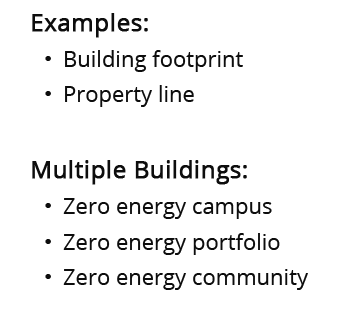 Examples:
• Building footprint
• Property line
Multiple Buildings:
• Zero energy campus
• Zero energy portfolio
• Zero energy community